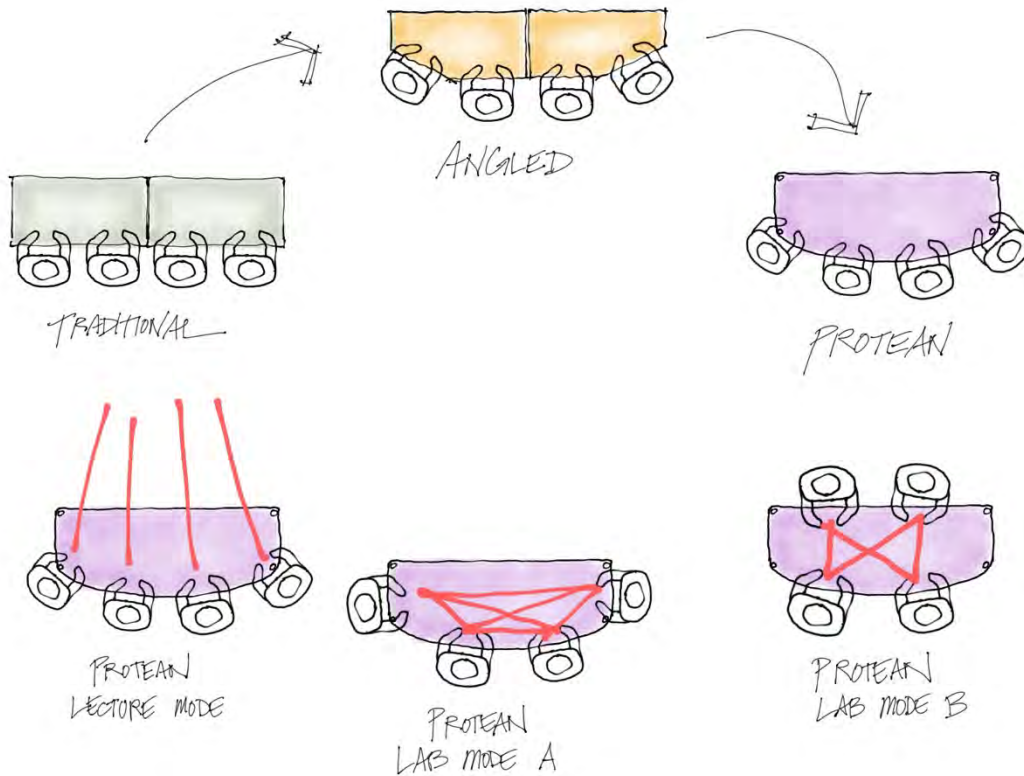 ANGLED
TRADITIONAL
PROTEAN
PROTEAN
LECTURE MODE
PROTEAN
LAB MODE A
PROTEAN
LAB MODE B